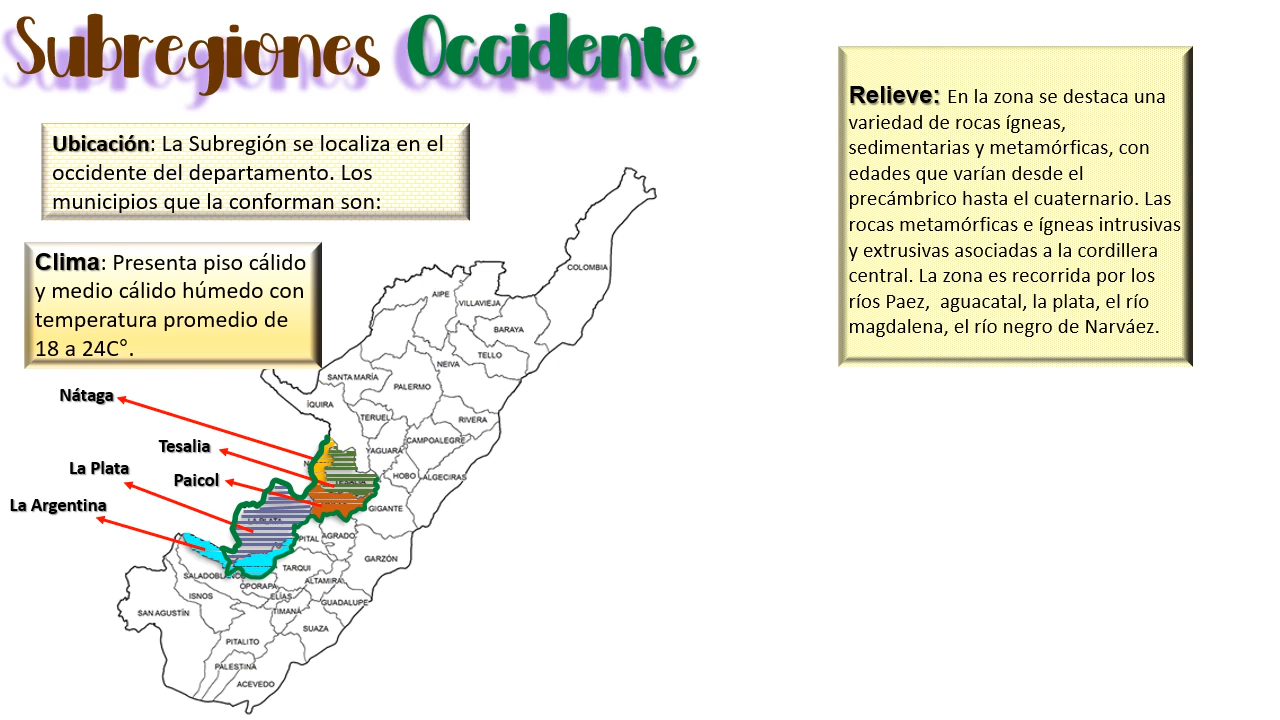 Subregiones Occidente
Ubicación: La Subregión se localiza en el
occidente del departamento. Los
municipios que la conforman son:
Clima: Presenta piso cálido
y medio cálido húmedo con
temperatura promedio de
18 a 24C°.
Relieve: En la zona se destaca una
variedad de rocas ígneas,
sedimentarias y metamórficas, con
edades que varían desde el
precámbrico hasta el cuaternario. Las
rocas metamórficas e ígneas intrusivas
y extrusivas asociadas a la cordillera
central. La zona es recorrida por los
ríos Paez, aguacatal, la plata, el río
magdalena, el río negro de Narváez.
Nátaga
Tesalia
La Plata
Paicol
La Argentina
COLOMBIA
AIPE
VILLAVIEJA
BARAYA
TELLO
NEIVA
SANTA MARÍA
PALERMO
ÍQUIRA
TERUEL
RIVERA
CAMPOALEGRE
YAGUARÁ
HOBO
ALGECIRAS
TESALIA
GIGANTE
LA PLATA
PITAL
AGRADO
GARZÓN
TARQUI
SALADOBLANCO
ALTAMIRA
OPORAPA
ISNOS
ELÍAS
GUADALUPE
SAN AGUSTÍN
TIMANÁ
SUAZA
PITALITO
PALESTINA
ACEVEDO